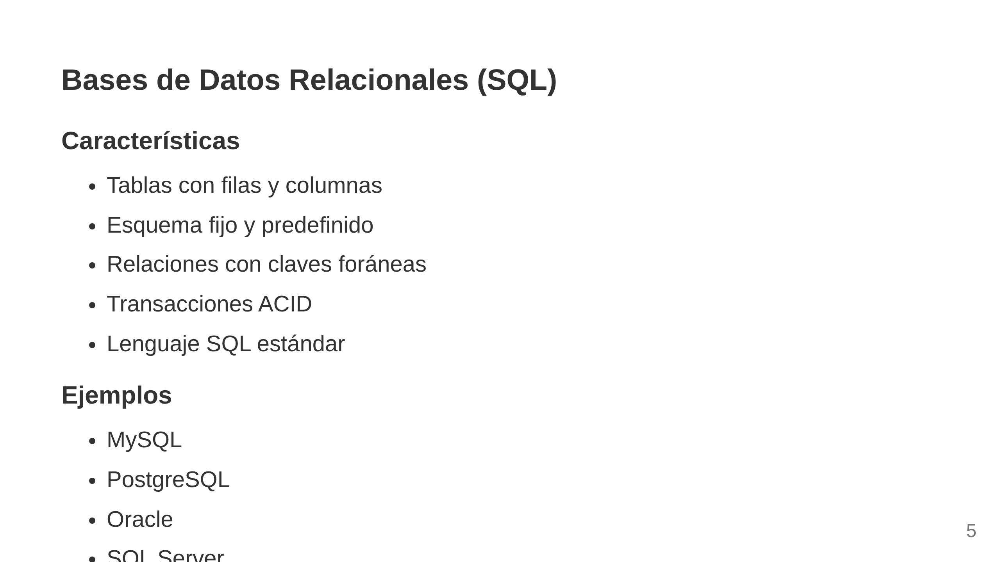 Bases de Datos Relacionales (SQL)
Características
• Tablas con filas y columnas
• Esquema fijo y predefinido
• Relaciones con claves foráneas
• Transacciones ACID
• Lenguaje SQL estándar
Ejemplos
• MySQL
• PostgreSQL
• Oracle
• SQL Server
5